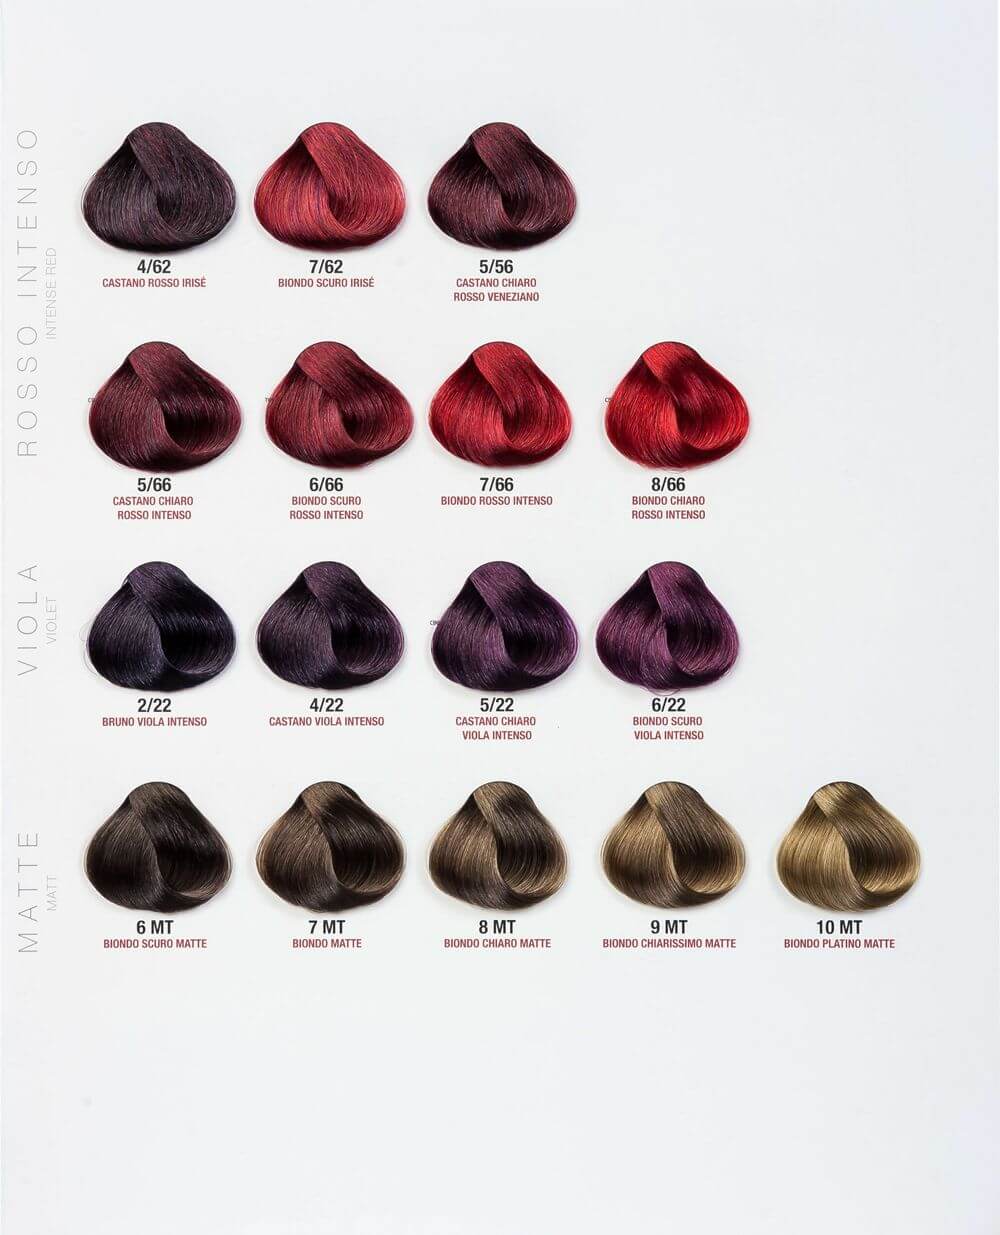 ROSSO INTENSO
INTENSE RED
4/62
CASTANO ROSSO IRISÉ
7/62
BIONDO SCURO IRISÉ
5/56
CASTANO CHIARO
ROSSO VENEZIANO
5/66
CASTANO CHIARO
ROSSO INTENSO
6/66
BIONDO SCURO
ROSSO INTENSO
7/66
BIONDO ROSSO INTENSO
8/66
BIONDO CHIARO
ROSSO INTENSO
VIOLA
VIOLET
2/22
BRUNO VIOLA INTENSO
4/22
CASTANO VIOLA INTENSO
5/22
CASTANO CHIARO
VIOLA INTENSO
6/22
BIONDO SCURO
VIOLA INTENSO
MATTE
MATT
6 MT
BIONDO SCURO MATTE
7 MT
BIONDO MATTE
8 MT
BIONDO CHIARO MATTE
9 MT
BIONDO CHIARISSIMO MATTE
10 MT
BIONDO PLATINO MATTE